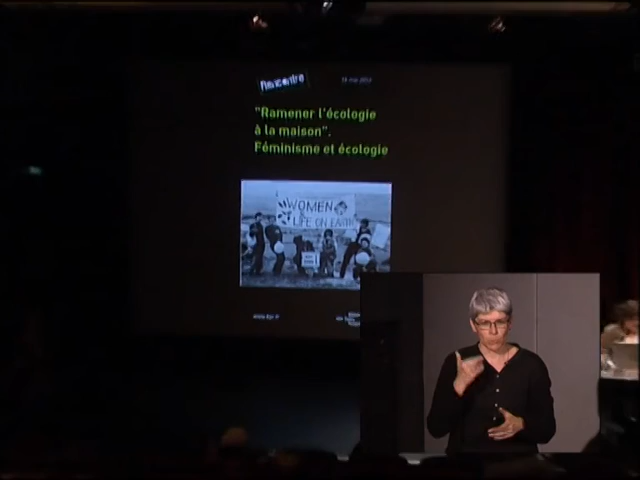 Rencontre
"Ramener l'écologie
à la maison".
Féminisme et écologie
WOMEN
LIFE ON EARTH